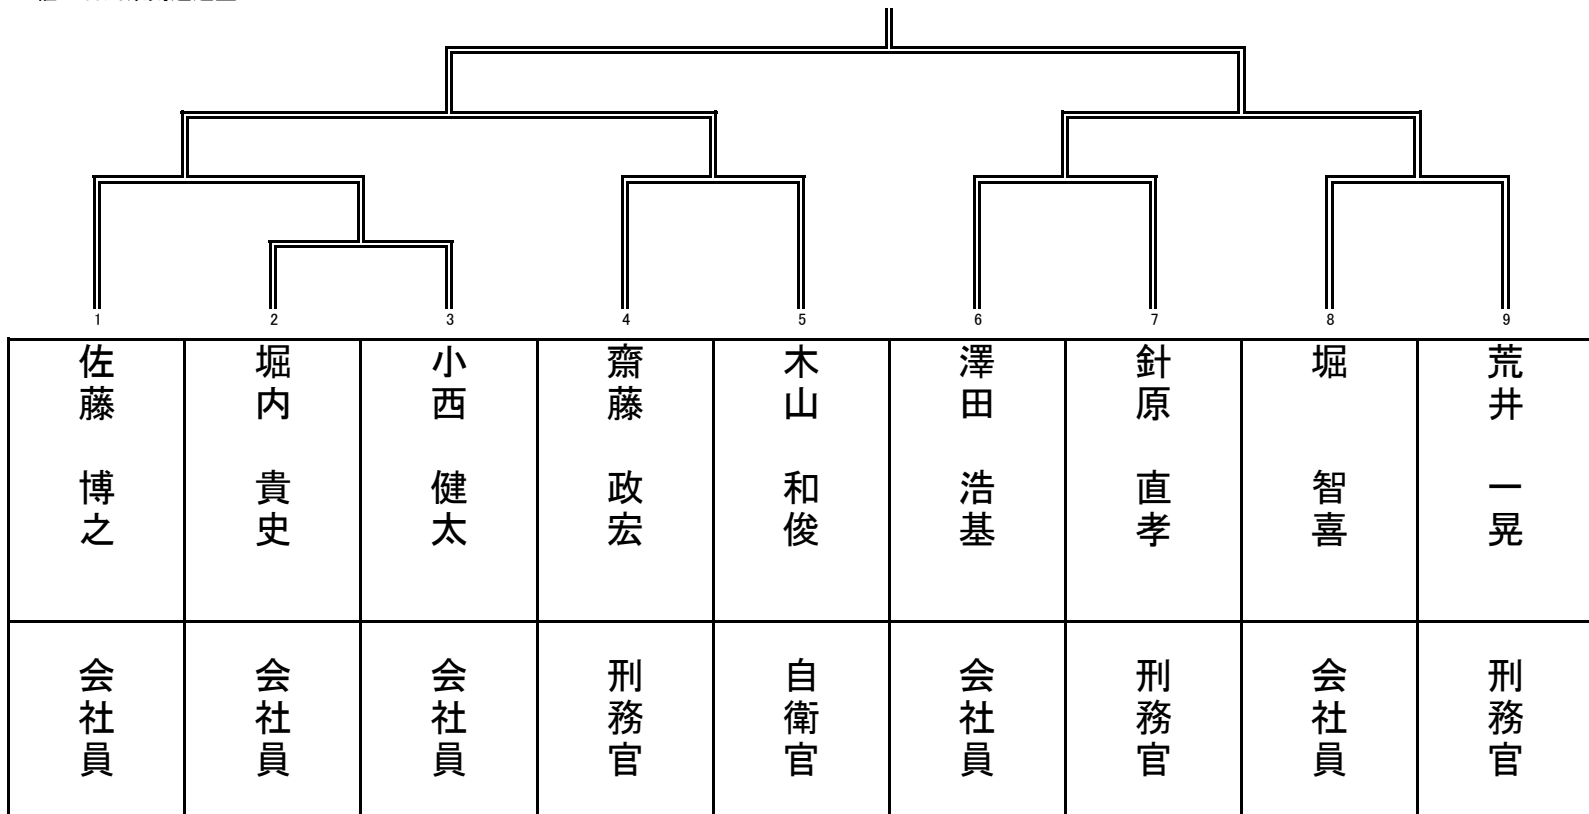 1 2 3 4 5 6 7 8 9
佐藤 博之
堀内 貴史
小西 健太
齋藤 政宏
木山 和俊
澤田 浩基
針原 直孝
堀 智喜
荒井 一晃
会社員
会社員
会社員
刑務官
自衛官
会社員
刑務官
会社員
刑務官